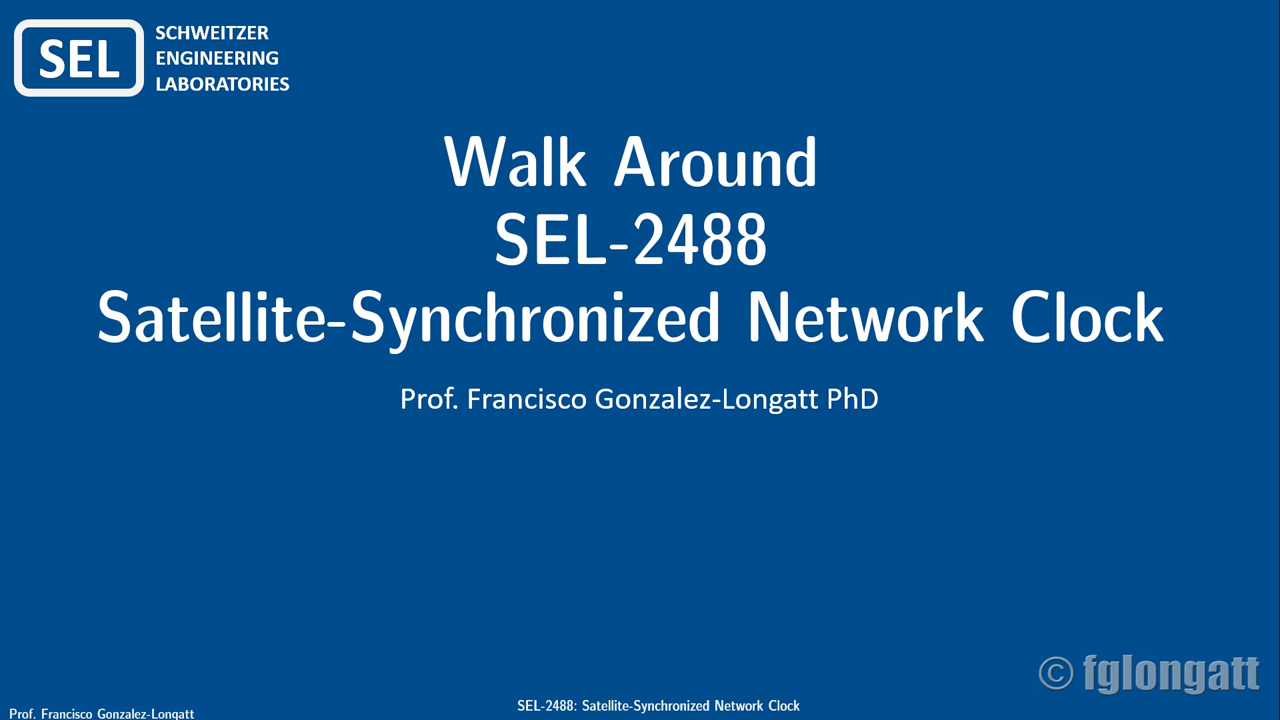 SEL
SCHWEITZER
ENGINEERING
LABORATORIES
Walk Around
SEL-2488
Satellite-Synchronized Network Clock
Prof. Francisco Gonzalez-Longatt PhD
© fglongatt
Prof. Francisco Gonzalez-Longatt
SEL-2488: Satellite-Synchronized Network Clock